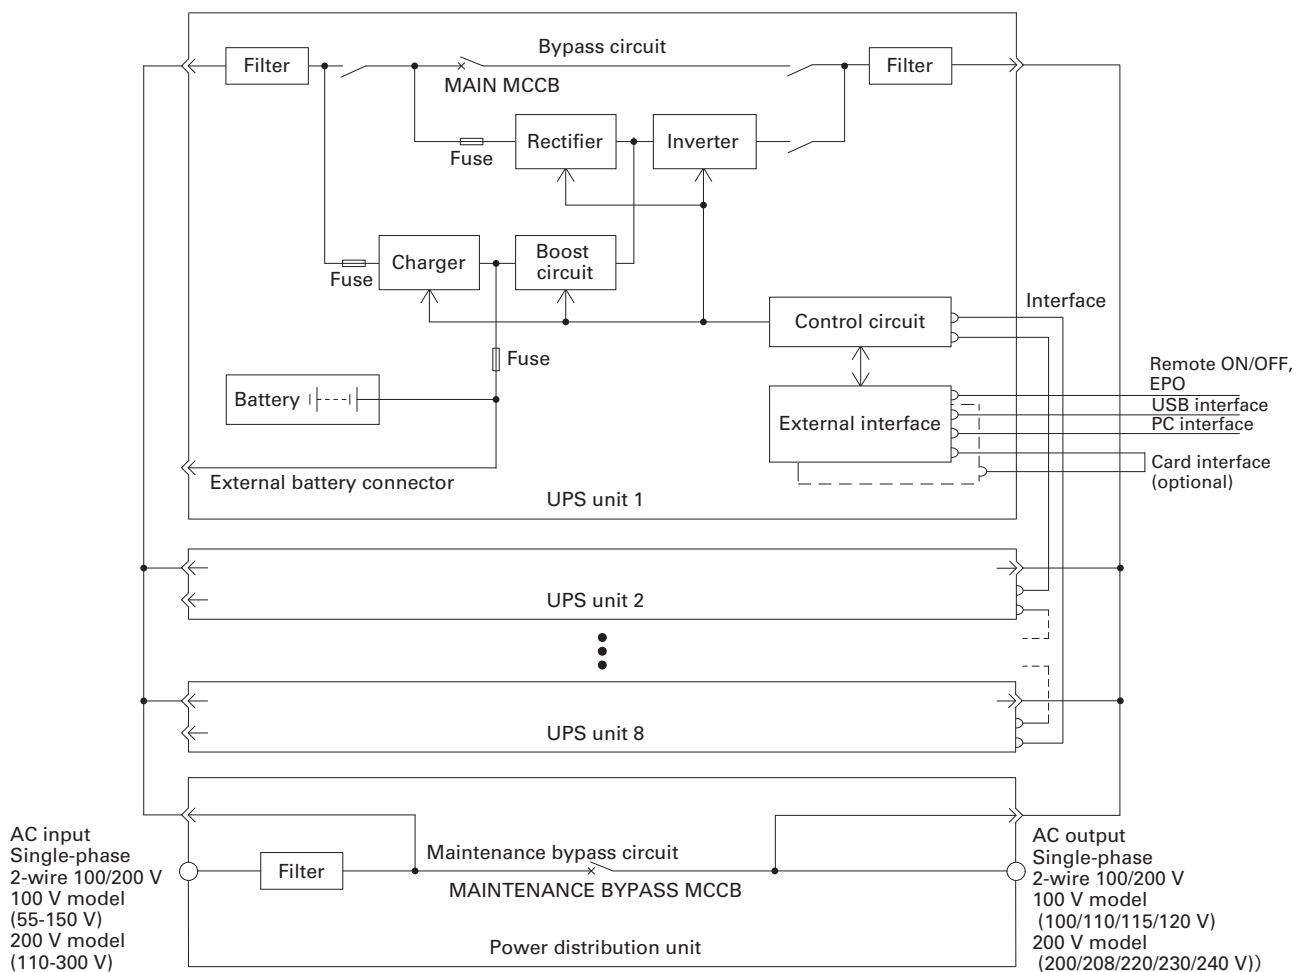 Bypass circuit
Filter
Filter
MAIN MCCB
Rectifier
Inverter
Fuse
Charger
Boost
circuit
Fuse
Interface
Control circuit
Fuse
Remote ON/OFF,
EPO
Battery
USB interface
External interface
PC interface
Card interface
(optional)
External battery connector
UPS unit 1
UPS unit 2
UPS unit 8
AC input
Single-phase
2-wire 100/200 V
100 V model
(55-150 V)
200 V model
(110-300 V)
Maintenance bypass circuit
Filter
MAINTENANCE BYPASS MCCB
Power distribution unit
AC output
Single-phase
2-wire 100/200 V
100 V model
(100/110/115/120 V)
200 V model
(200/208/220/230/240 V))